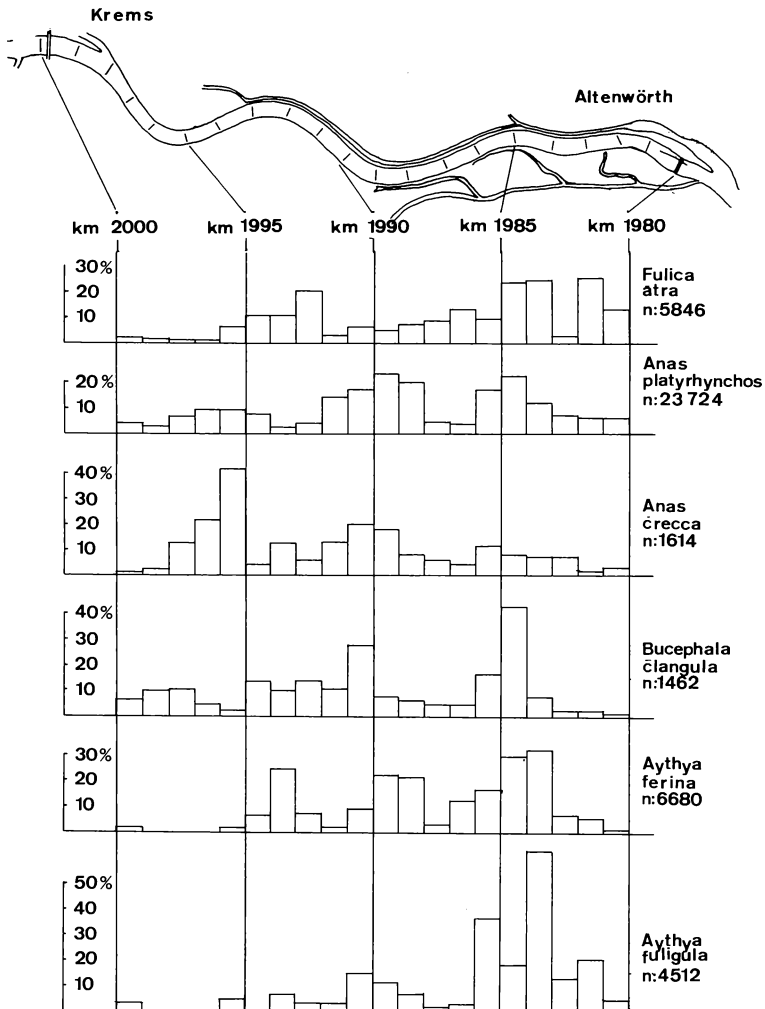 Krems
Altenwörth
km 2000
km 1995
km 1990
km 1985
km 1980
30%
20
10
Fulica
atra
n:5846
20%
10
Anas
platyrhynchos
n:23 724
40%
30
20
10
Anas
crecca
n:1614
40%
30
20
10
Bucephala
clangula
n:1462
30%
20
10
Aythya
ferina
n:6680
50%
40
30
20
10
Aythya
fuligula
n:4512